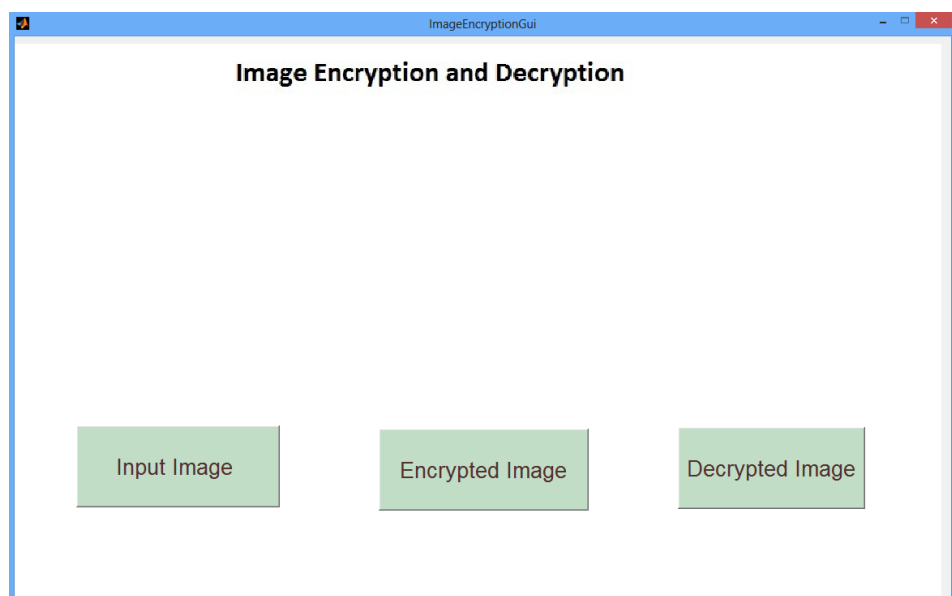 ImageEncryptionGui
Image Encryption and Decryption
Input Image
Encrypted Image
Decrypted Image